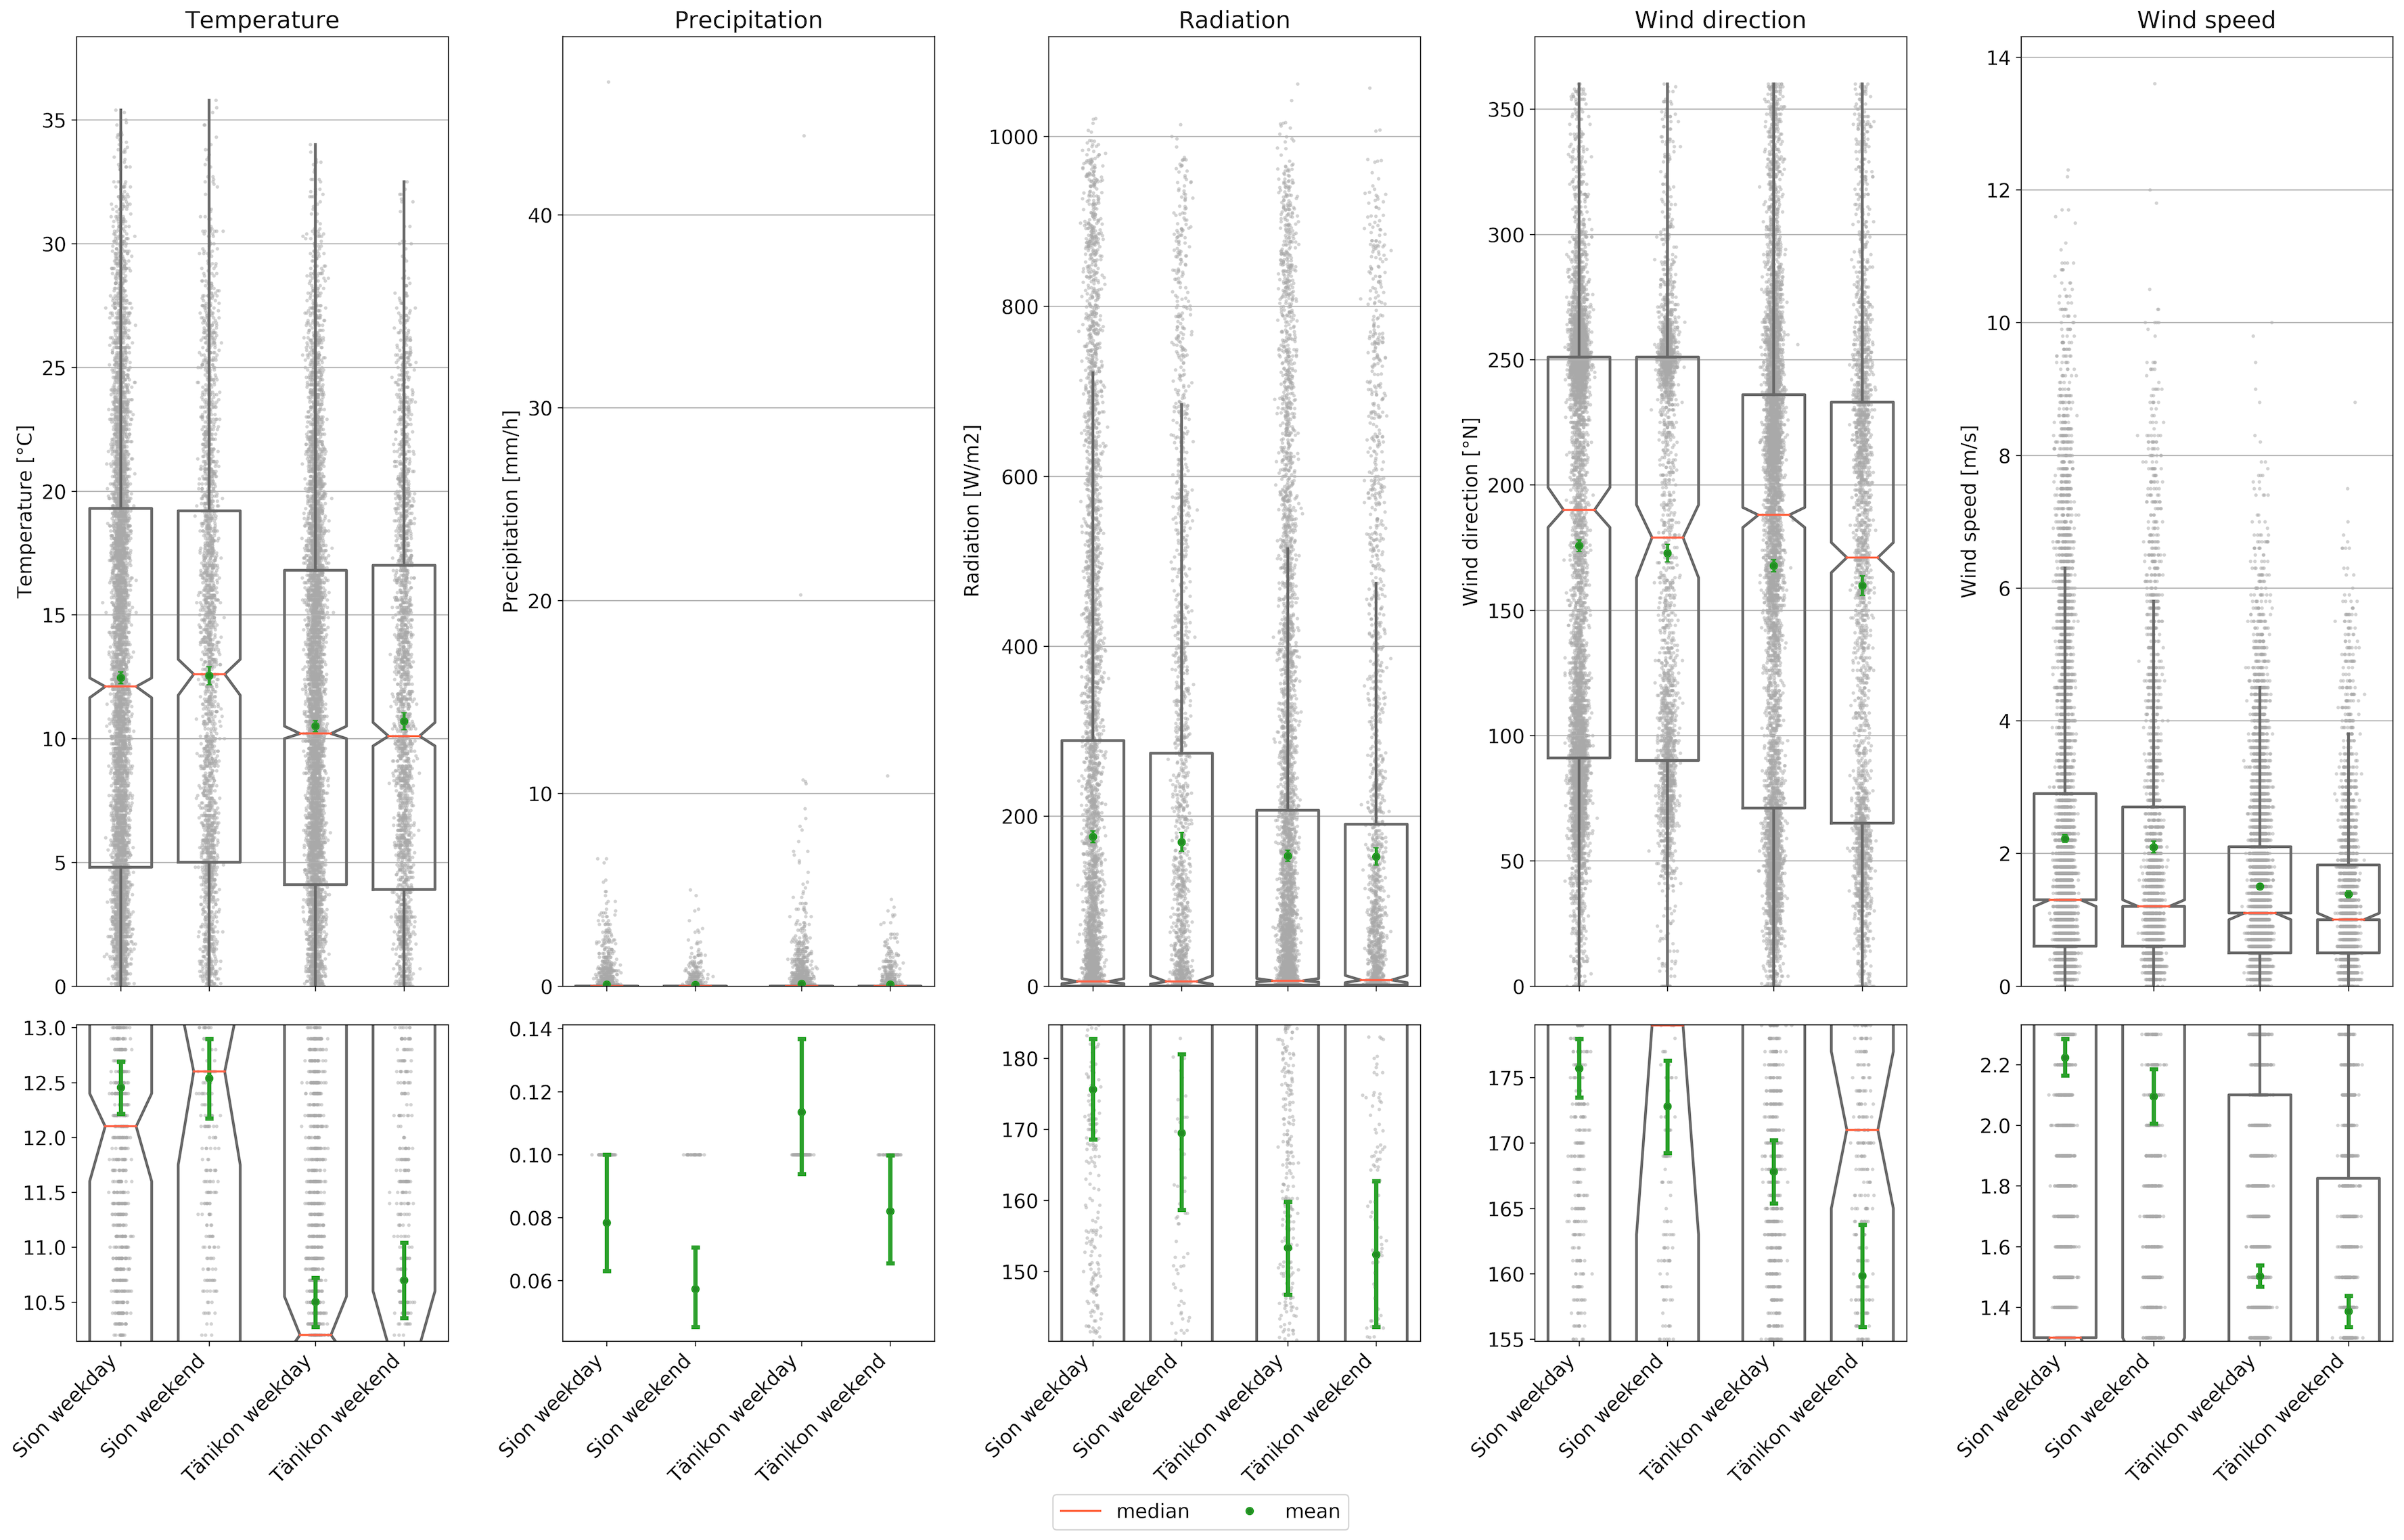 Temperature
Precipitation
Radiation
Wind direction
Wind speed
Temperature [°C]
35
30
25
20
15
10
5
0
Precipitation [mm/h]
40
30
20
10
0
Radiation [W/m2]
1000
800
600
400
200
0
Wind direction [°N]
350
300
250
200
150
100
50
0
Wind speed [m/s]
14
12
10
8
6
4
2
0
13.0
12.5
12.0
11.5
11.0
10.5
0.14
0.12
0.10
0.08
0.06
180
170
160
150
175
170
165
160
155
2.2
2.0
1.8
1.6
1.4
Sion weekday
Sion weekend
Tänikon weekday
Tänikon weekend
Sion weekday
Sion weekend
Tänikon weekday
Tänikon weekend
Sion weekday
Sion weekend
Tänikon weekday
Tänikon weekend
Sion weekday
Sion weekend
Tänikon weekday
Tänikon weekend
Sion weekday
Sion weekend
Tänikon weekday
Tänikon weekend
median
mean